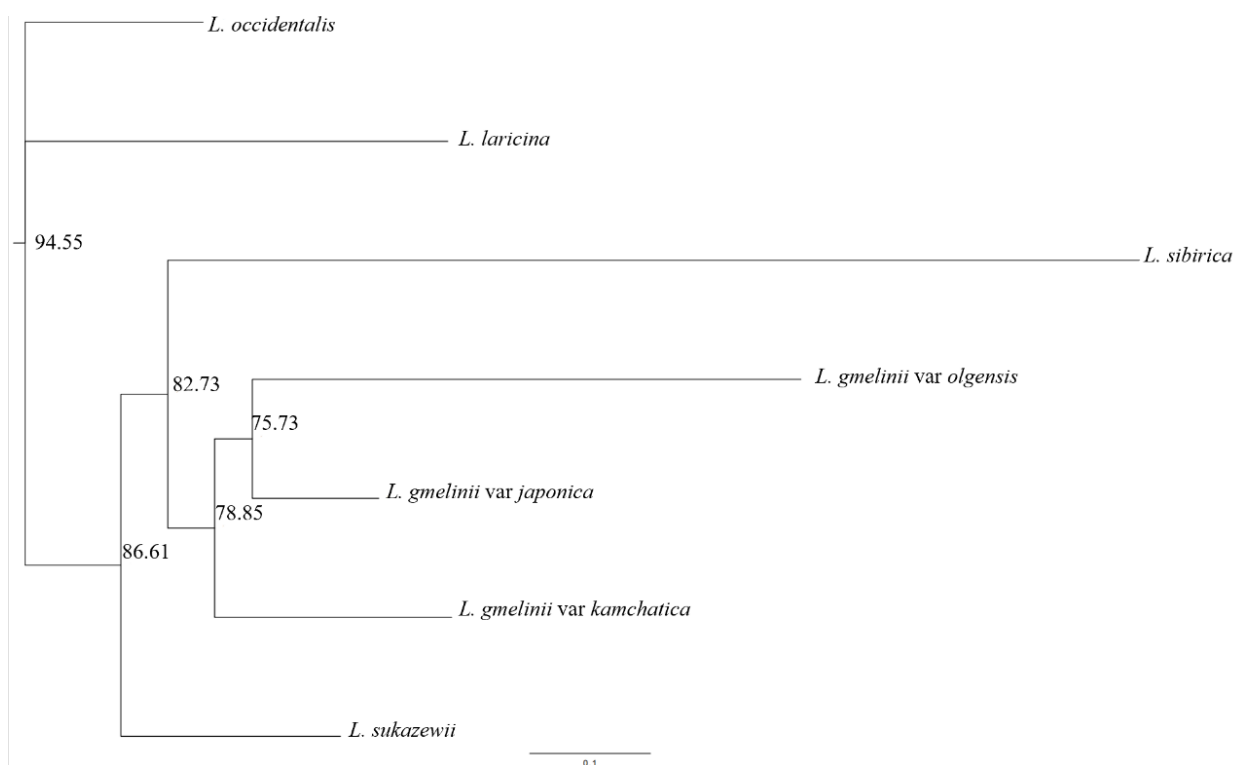 L. occidentalis
L. laricina
94.55
L. sibirica
L. gmelinii var olgensis
82.73
75.73
L. gmelinii var japonica
78.85
86.61
L. gmelinii var kamchatica
L. sukazewii
0.1